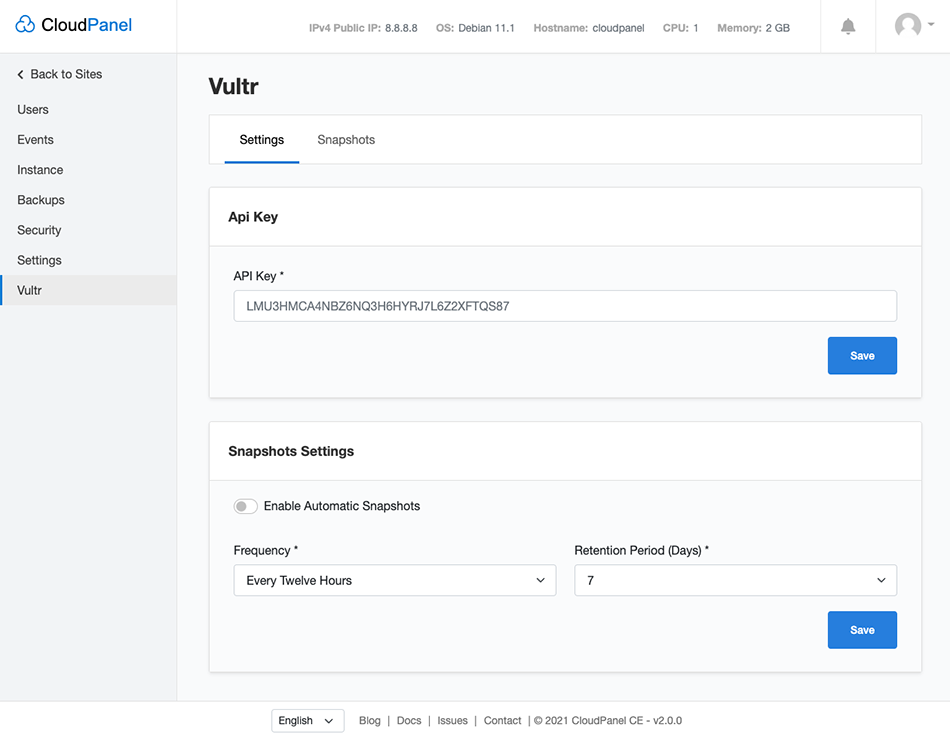 CloudPanel
IPv4 Public IP: 8.8.8.8 OS: Debian 11.1 Hostname: cloudpanel CPU: 1 Memory: 2 GB
Back to Sites
Users
Events
Instance
Backups
Security
Settings
Vultr
Vultr
Settings Snapshots
Api Key
API Key *
LMU3HMCA4NBZ6NQ3H6HYRJ7L6Z2XFTQS87
Save
Snapshots Settings
Enable Automatic Snapshots
Frequency * Retention Period (Days) *
Every Twelve Hours 7
Save
English Blog | Docs | Issues | Contact | © 2021 CloudPanel CE - v2.0.0